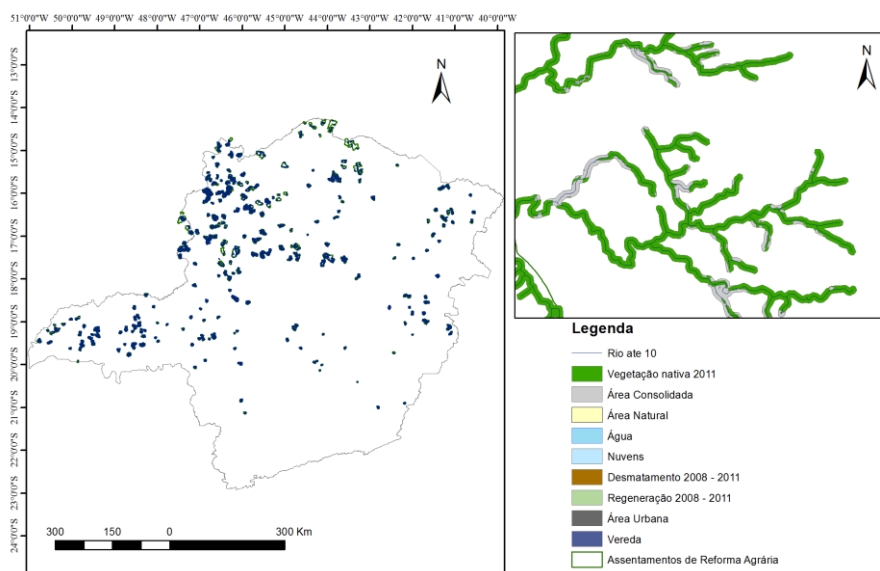 51°0'0"O 50°0'0"O 49°0'0"O 48°0'0"O 47°0'0"O 46°0'0"O 45°0'0"O 44°0'0"O 43°0'0"O 42°0'0"O 41°0'0"O 40°0'0"O
13°0'0"S
14°0'0"S
15°0'0"S
16°0'0"S
17°0'0"S
18°0'0"S
19°0'0"S
20°0'0"S
21°0'0"S
22°0'0"S
23°0'0"S
24°0'0"S
N
300 150 0 300 Km
N
Legenda
Rio ate 10
Vegetação nativa 2011
Área Consolidada
Área Natural
Água
Nuvens
Desmatamento 2008 - 2011
Regeneração 2008 - 2011
Área Urbana
Vereda
Assentamentos de Reforma Agrária